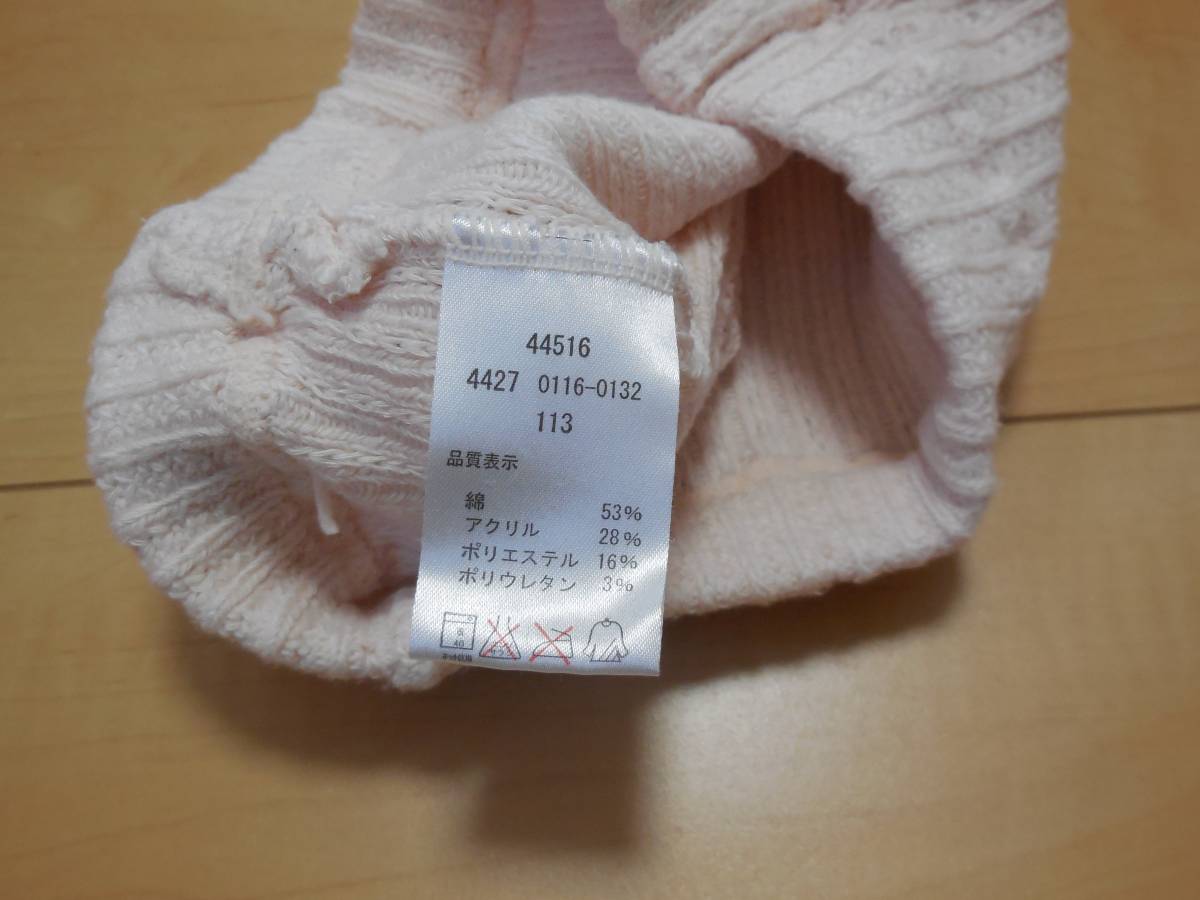 44516
4427 0116-0132
113
品質表示
綿 53%
アクリル 28%
ポリエステル 16%
ポリウレタン 3%
40